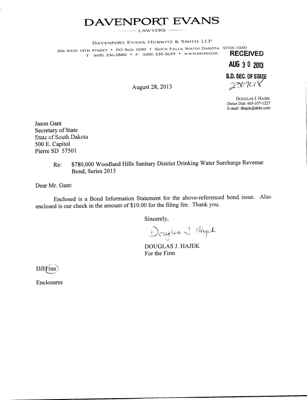 DAVENPORT EVANS
LAWYERS
DAVENPORT, EVANS, HURWITZ & SMITH, LLP
206 WEST 14TH STREET • PO BOX 1030 • SIOUX FALLS, SOUTH DAKOTA 57101-1030
T: (605) 336-2880 • F: (605) 335-3639 •
RECEIVED
AUG 30 2013
S.D. SEC. OF STATE
August 28, 2013
DOUGLAS J. HAJEK
Direct Dial: 605-357-1227
E-mail: dhajek@dehs.com
Jason Gant
Secretary of State
State of South Dakota
500 E. Capitol
Pierre SD 57501
Re: $780,000 Woodland Hills Sanitary District Drinking Water Surcharge Revenue
Bond, Series 2013
Dear Mr. Gant:
Enclosed is a Bond Information Statement for the above-referenced bond issue. Also
enclosed is our check in the amount of $10.00 for the filing fee. Thank you.
Sincerely,
Douglas J. Hajek
DOUGLAS J. HAJEK
For the Firm
DJH/ras
Enclosures